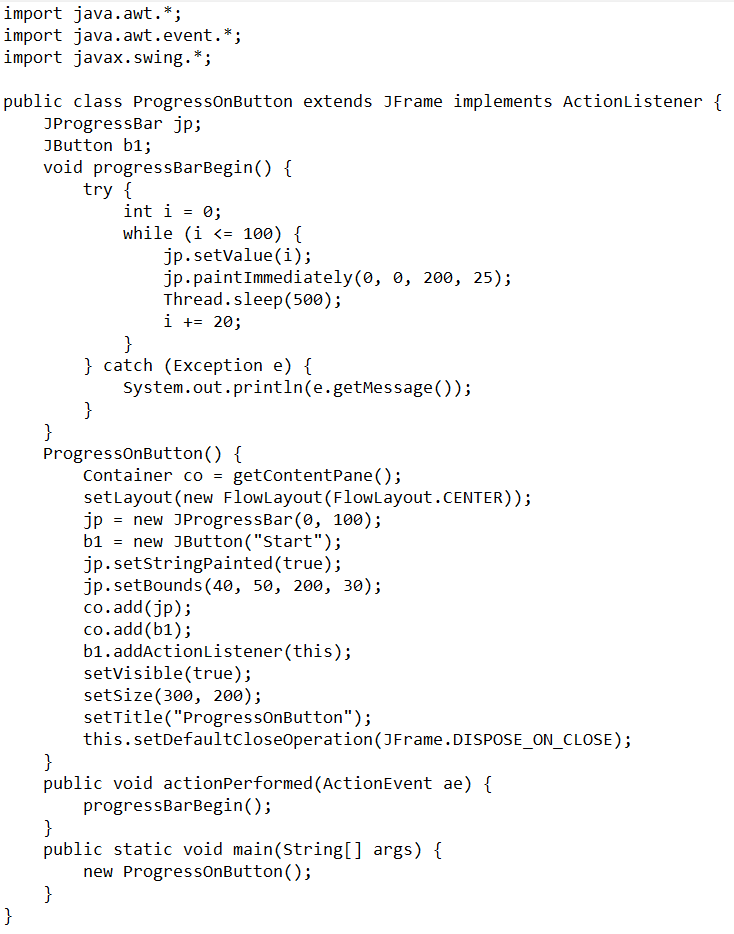 import java.awt.*;
import java.awt.event.*;
import javax.swing.*;

public class ProgressOnButton extends JFrame implements ActionListener {
    JProgressBar jp;
    JButton b1;
    void progressBarBegin() {
        try {
            int i = 0;
            while (i <= 100) {
                jp.setValue(i);
                jp.paintImmediately(0, 0, 200, 25);
                Thread.sleep(500);
                i += 20;
            }
        } catch (Exception e) {
            System.out.println(e.getMessage());
        }
    }
    ProgressOnButton() {
        Container co = getContentPane();
        setLayout(new FlowLayout(FlowLayout.CENTER));
        jp = new JProgressBar(0, 100);
        b1 = new JButton("Start");
        jp.setStringPainted(true);
        jp.setBounds(40, 50, 200, 30);
        co.add(jp);
        co.add(b1);
        b1.addActionListener(this);
        setVisible(true);
        setSize(300, 200);
        setTitle("ProgressOnButton");
        this.setDefaultCloseOperation(JFrame.DISPOSE_ON_CLOSE);
    }
    public void actionPerformed(ActionEvent ae) {
        progressBarBegin();
    }
    public static void main(String[] args) {
        new ProgressOnButton();
    }
}